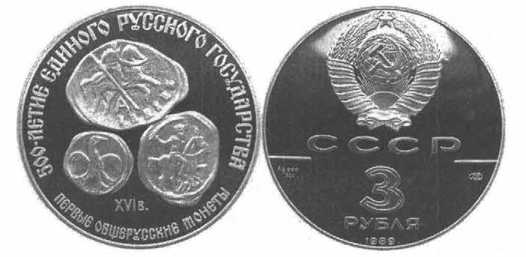 500-ЛЕТИЕ ЕДИНОГО РУССКОГО ГОСУДАРСТВА
XVI в.
ПЕРВЫЕ ОБЩЕРУССКИЕ МОНЕТЫ
СССР
3
РУБЛЯ
1989